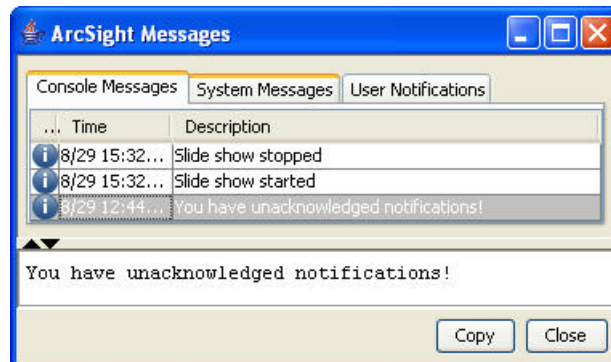 ArcSight Messages
Console Messages System Messages User Notifications
... Time Description
8/29 15:32... Slide show stopped
8/29 15:32... Slide show started
8/29 12:44... You have unacknowledged notifications!
You have unacknowledged notifications!
Copy Close